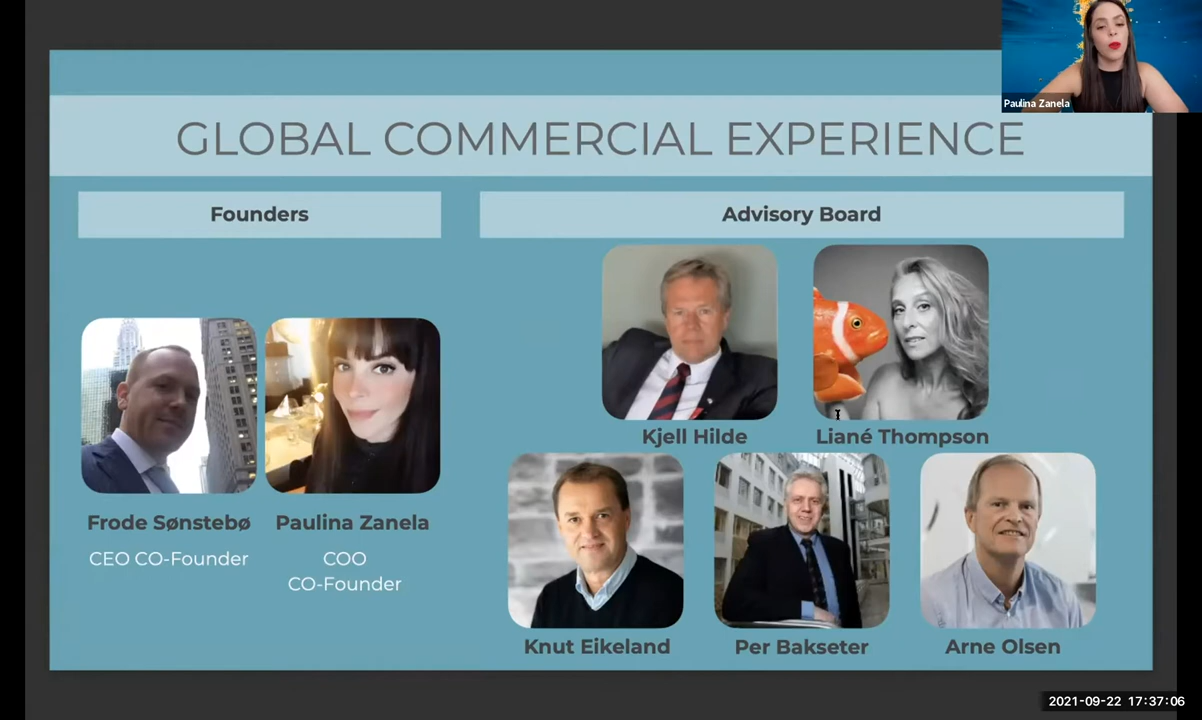 Paulina Zanela
GLOBAL COMMERCIAL EXPERIENCE
Founders
Advisory Board
Kjell Hilde
Liané Thompson
Frode Sønstebø
Paulina Zanela
CEO CO-Founder
COO
CO-Founder
Knut Eikeland
Per Bakseter
Arne Olsen
2021-09-22 17:37:06